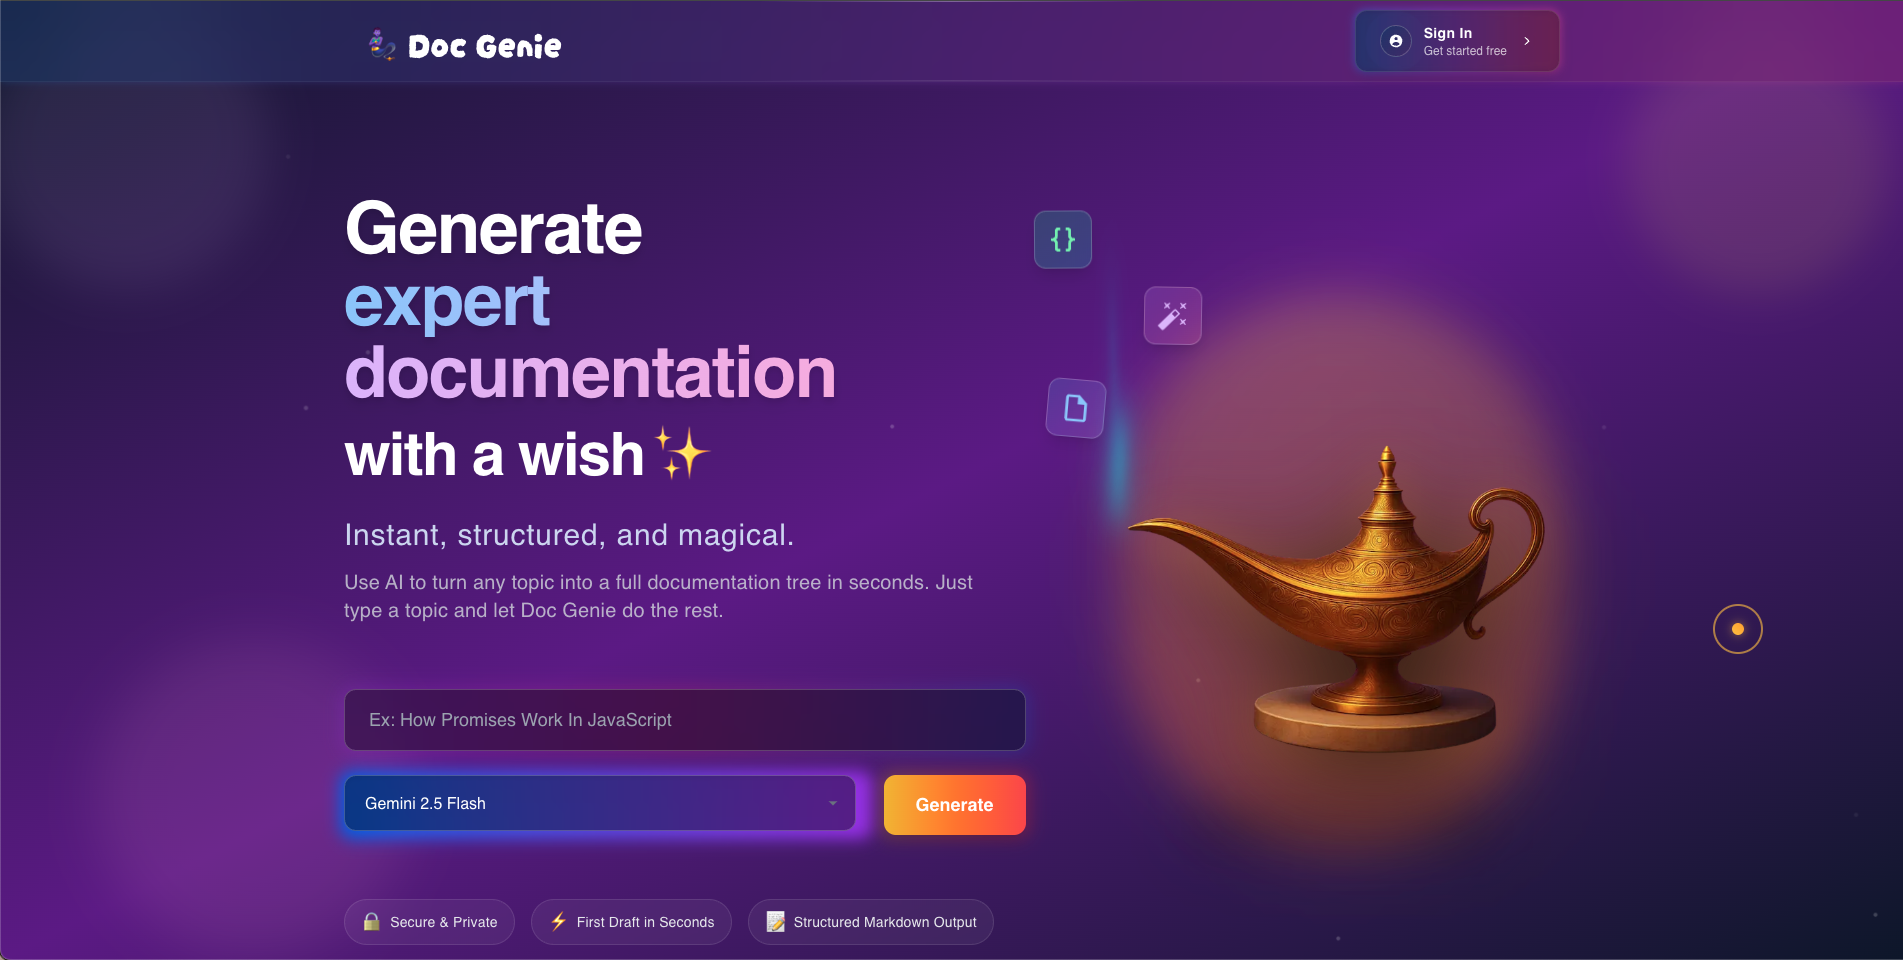 Doc Genie
Sign In
Get started free
Generate
expert
documentation
with a wish ✨
Instant, structured, and magical.
Use AI to turn any topic into a full documentation tree in seconds. Just
type a topic and let Doc Genie do the rest.
Ex: How Promises Work In JavaScript
Gemini 2.5 Flash
Generate
Secure & Private
First Draft in Seconds
Structured Markdown Output